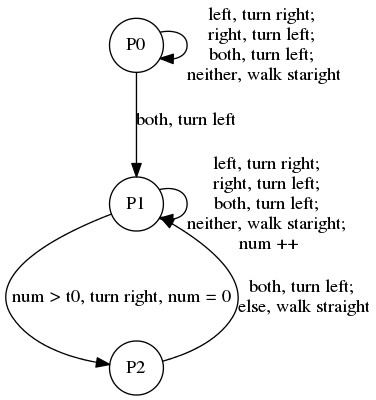 left, turn right;
right, turn left;
both, turn left;
neither, walk staright
P0
both, turn left
left, turn right;
right, turn left;
both, turn left;
neither, walk staright;
num ++
P1
num > t0, turn right, num = 0
both, turn left;
else, walk straight
P2